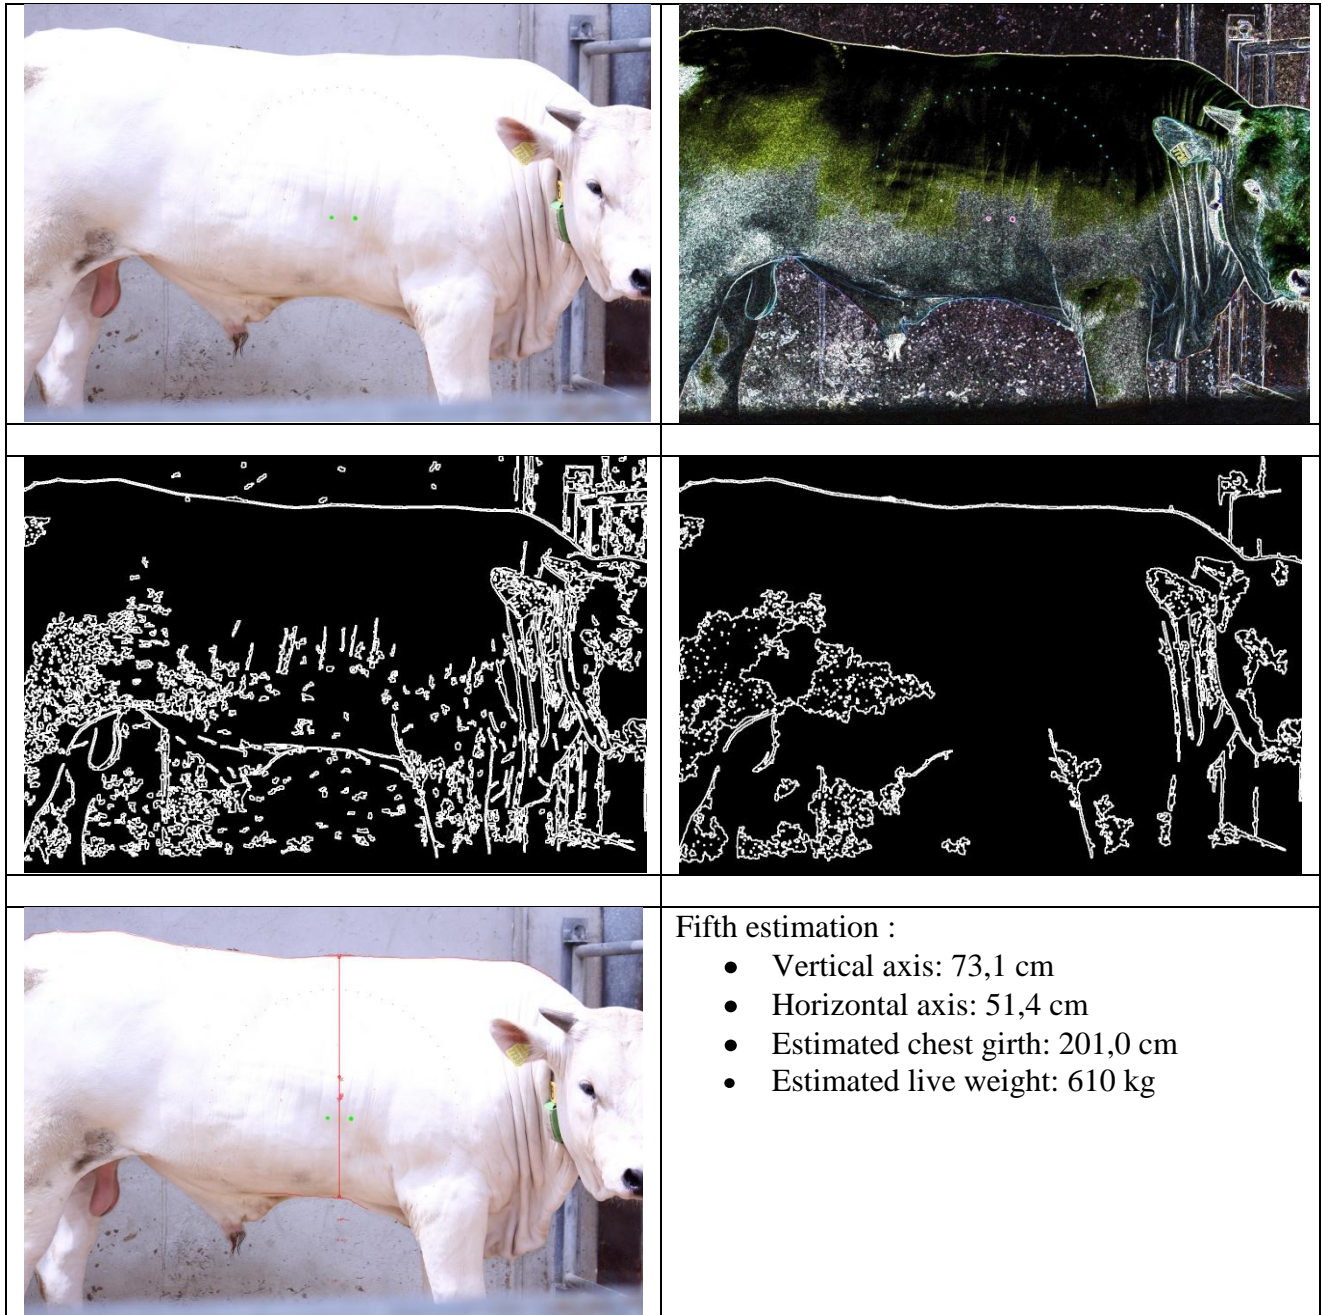 Fifth estimation :
● Vertical axis: 73,1 cm
● Horizontal axis: 51,4 cm
● Estimated chest girth: 201,0 cm
● Estimated live weight: 610 kg